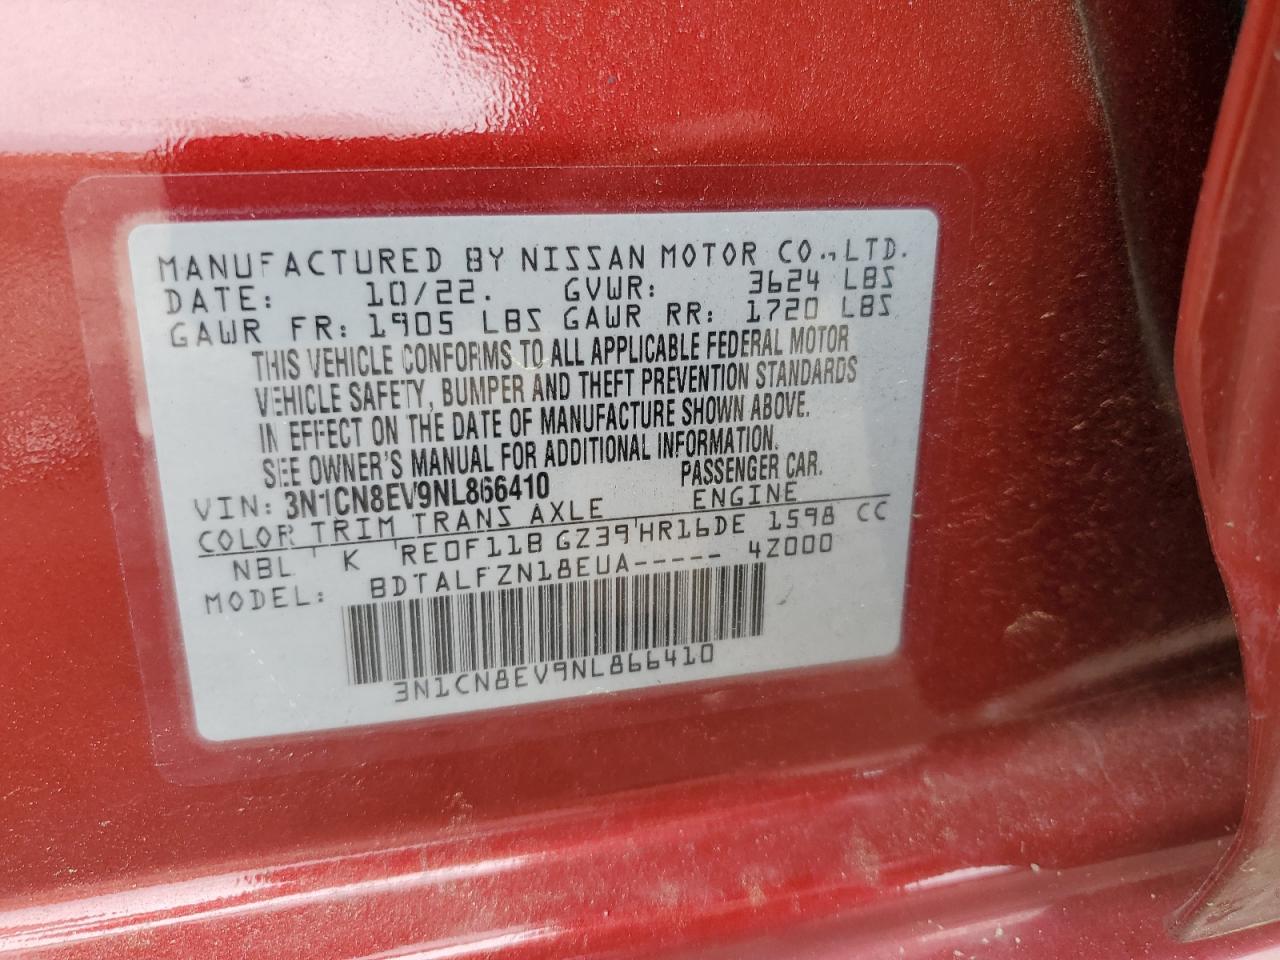 MANUFACTURED BY NISSAN MOTOR CO., LTD.
DATE: 10/22. GVWR: 3624 LBS
GAWR FR: 1905 LBS GAWR RR: 1720 LBS
THIS VEHICLE CONFORMS TO ALL APPLICABLE FEDERAL MOTOR
VEHICLE SAFETY, BUMPER AND THEFT PREVENTION STANDARDS
IN EFFECT ON THE DATE OF MANUFACTURE SHOWN ABOVE.
SEE OWNER'S MANUAL FOR ADDITIONAL INFORMATION.
VIN: 3N1CN8EV9NL866410 PASSENGER CAR.
COLOR TRIM TRANS AXLE ENGINE
NBL K RE0F11B GZ39 HR16DE 1598 CC
MODEL: BDTALFZN18EUA----- 4Z000
3N1CN8EV9NL866410